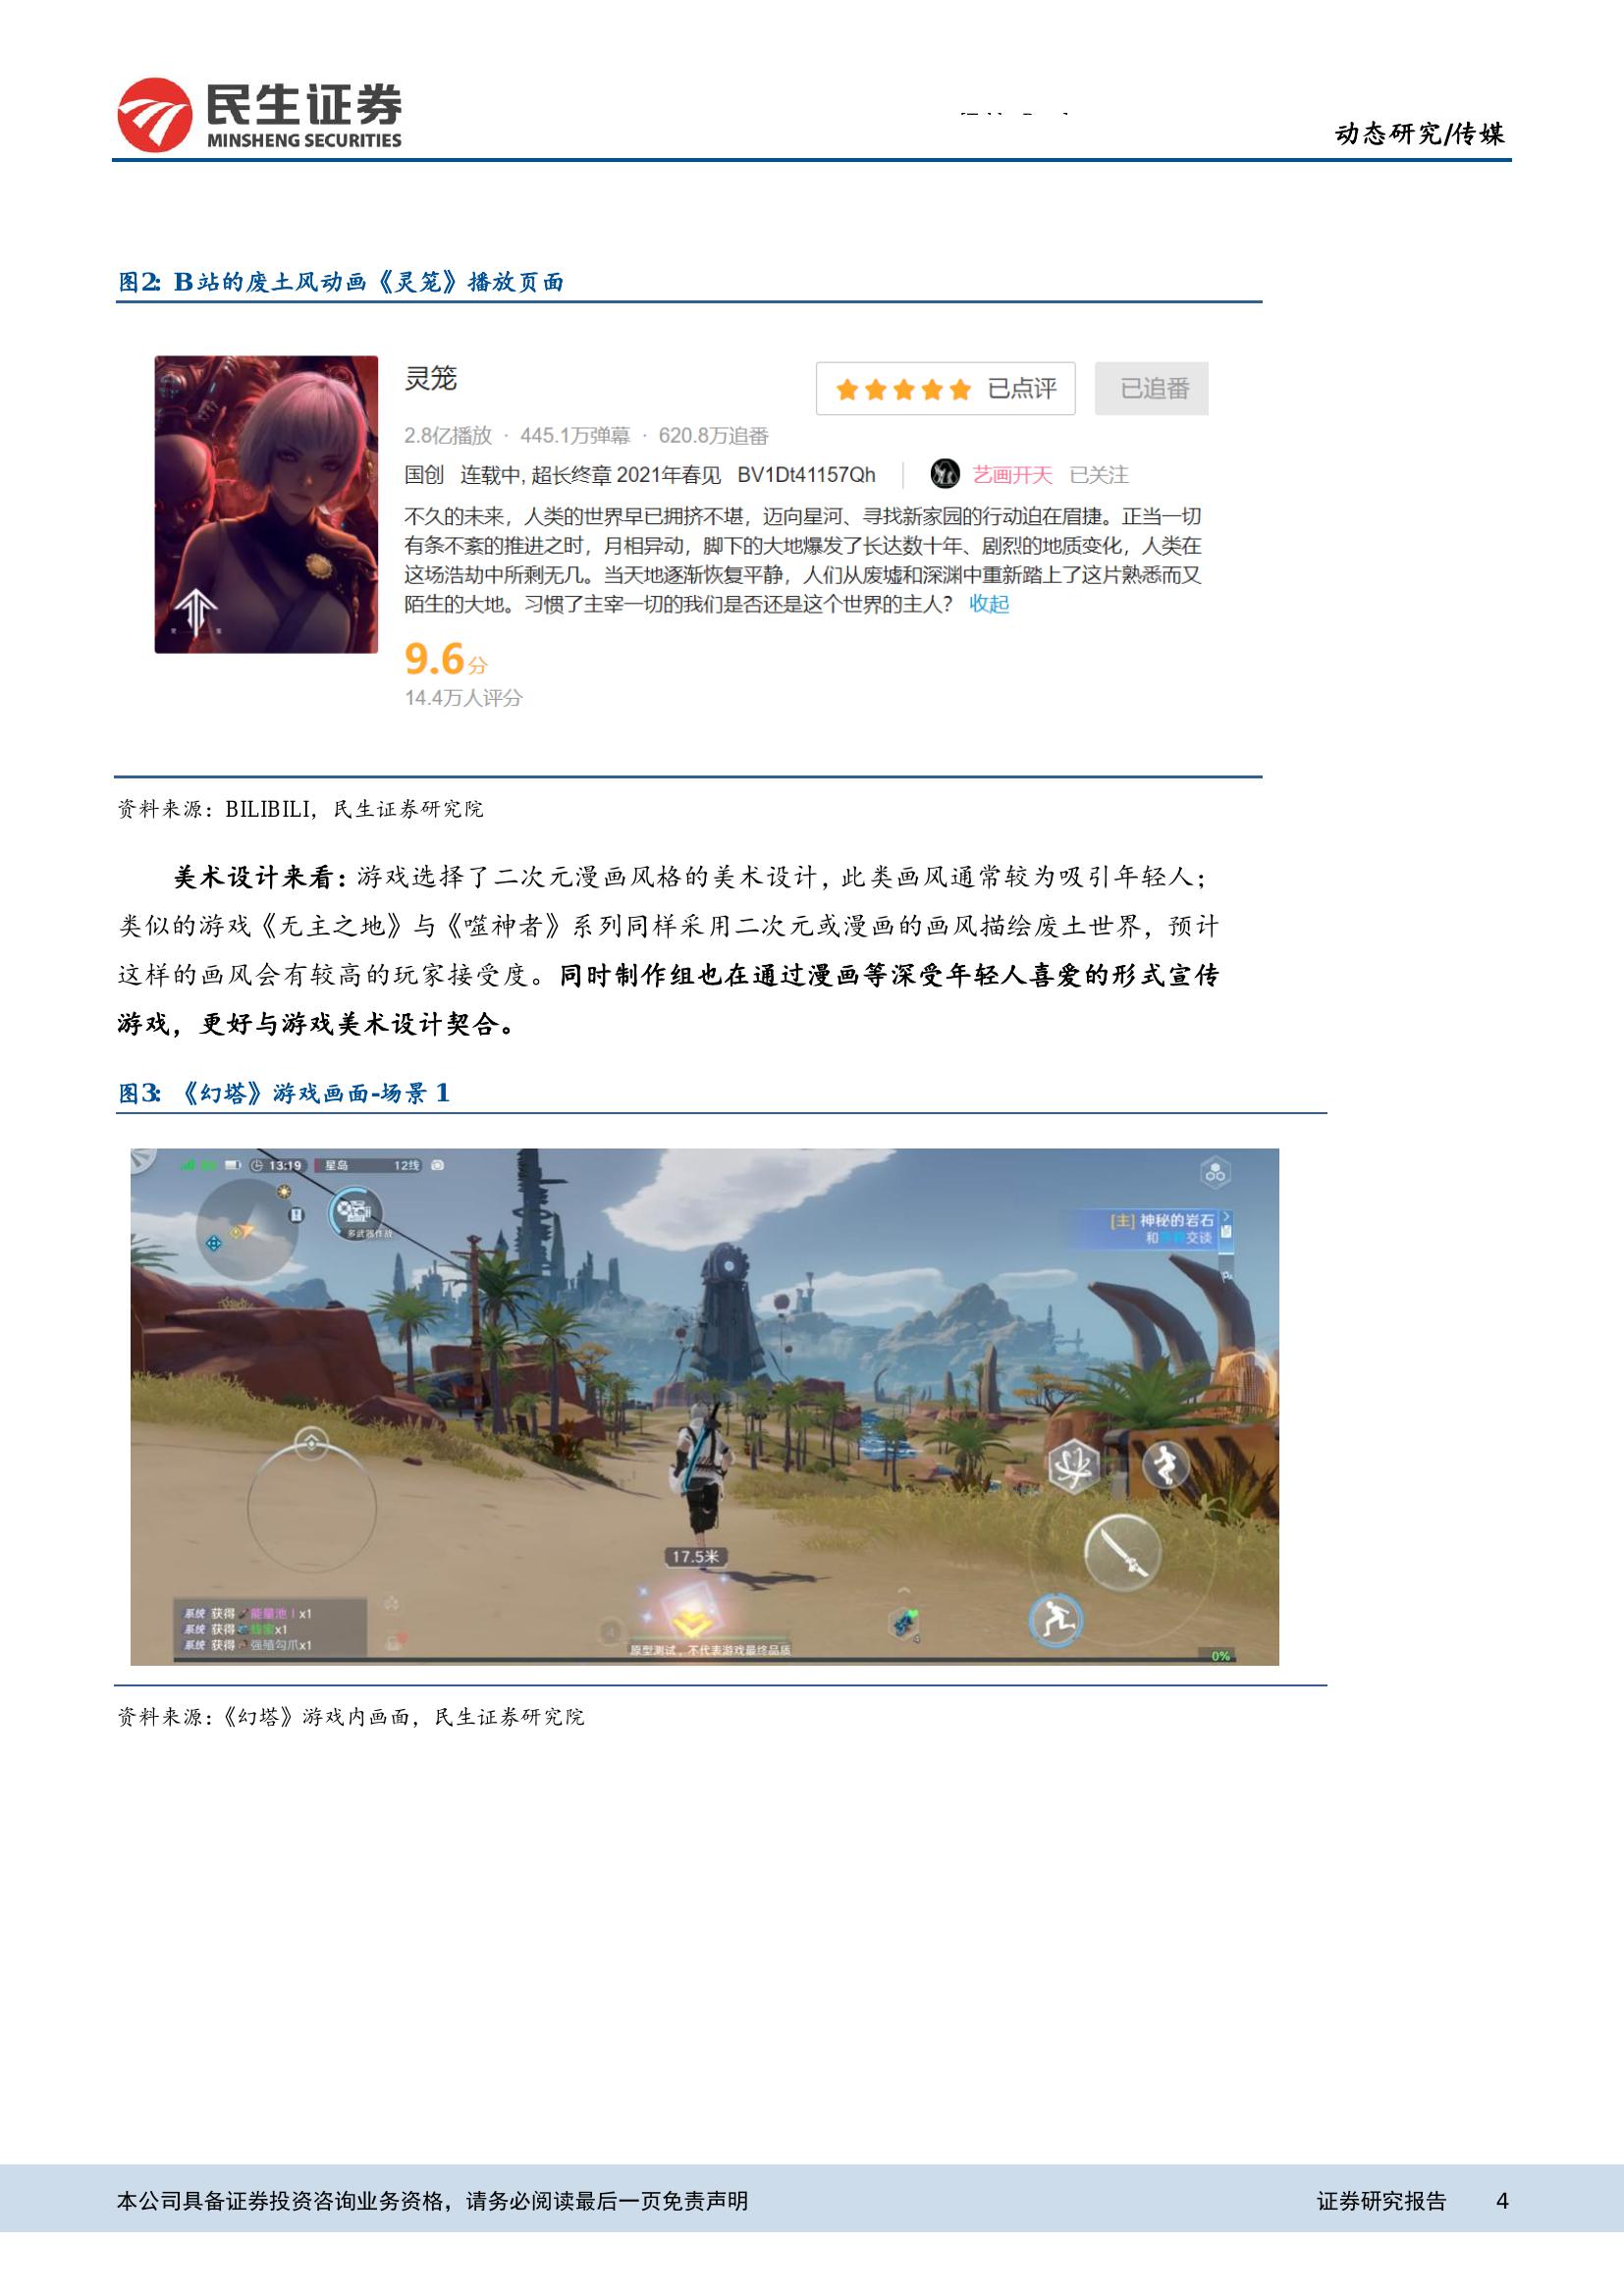 民生证券
MINSHENG SECURITIES
动态研究/传媒
图2: B站的废土风动画《灵笼》播放页面
灵笼
已点评
已追番
2.8亿播放 · 445.1万弹幕 · 620.8万追番
国创 连载中, 超长终章 2021年春见 BV1Dt41157Qh 艺画开天 已关注
不久的未来，人类的世界早已拥挤不堪，迈向星河、寻找新家园的行动迫在眉捷。正当一切
有条不紊的推进之时，月相异动，脚下的大地爆发了长达数十年、剧烈的地质变化，人类在
这场浩劫中所剩无几。当天地逐渐恢复平静，人们从废墟和深渊中重新踏上了这片熟悉而又
陌生的大地。习惯了主宰一切的我们是否还是这个世界的主人？ 收起
9.6分
14.4万人评分
资料来源：BILIBILI，民生证券研究院
美术设计来看：游戏选择了二次元漫画风格的美术设计，此类画风通常较为吸引年轻人；
类似的游戏《无主之地》与《噬神者》系列同样采用二次元或漫画的画风描绘废土世界，预计
这样的画风会有较高的玩家接受度。同时制作组也在通过漫画等深受年轻人喜爱的形式宣传
游戏，更好与游戏美术设计契合。
图3: 《幻塔》游戏画面-场景 1
13:19 星岛 12线
多武器作战
[主] 神秘的岩石
和 交谈
17.5米
系统 获得 能量池 I x1
系统 获得 蜂蜜x1
系统 获得 强殖勾爪x1
4
原型测试，不代表游戏最终品质
0%
资料来源：《幻塔》游戏内画面，民生证券研究院
本公司具备证券投资咨询业务资格，请务必阅读最后一页免责声明
证券研究报告 4